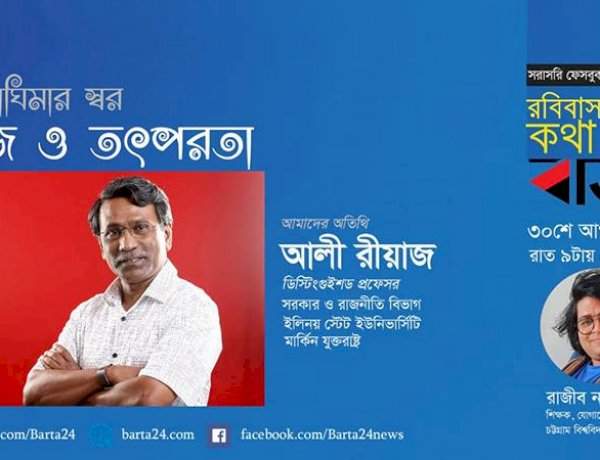 ঘিমার স্বর
ও তৎপরতা
আমাদের অতিথি
আলী রীয়াজ
ডিস্টিংগুইশড প্রফেসর
সরকার ও রাজনীতি বিভাগ
ইলিনয় স্টেট ইউনিভার্সিটি
মার্কিন যুক্তরাষ্ট্র
.com/Barta24
barta24.com
facebook.com/Barta24news
সরাসরি ফেসবুক
রবিবাস
কথা
৩০শে আ
রাত ৯টায়
রাজীব ন
শিক্ষক, যোগা
চট্টগ্রাম বিশ্ববিদ